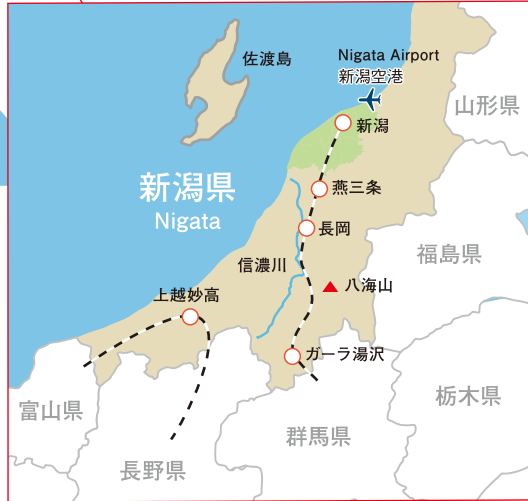 佐渡島
Nigata Airport
新潟空港
山形県
新潟
新潟県
Nigata
燕三条
長岡
福島県
信濃川
八海山
上越妙高
ガーラ湯沢
栃木県
富山県
群馬県
長野県